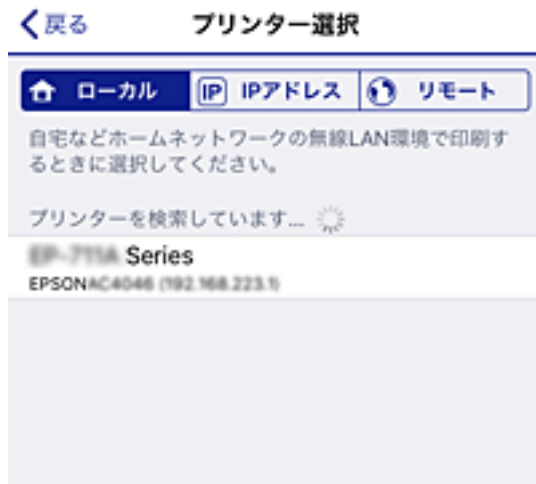 戻る
プリンター選択
ローカル
IP IPアドレス
リモート
自宅などホームネットワークの無線LAN環境で印刷す
るときに選択してください。
プリンターを検索しています...
Series
EPSON